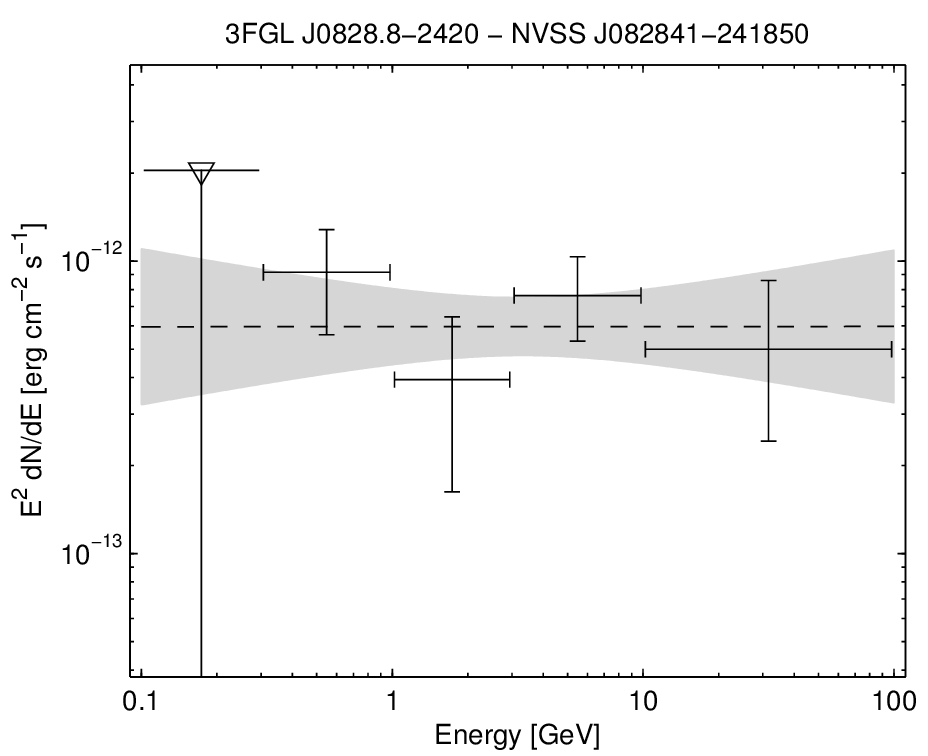 3FGL J0828.8−2420 − NVSS J082841−241850
E² dN/dE [erg cm⁻² s⁻¹]
10⁻¹²
10⁻¹³
0.1 1 10 100
Energy [GeV]